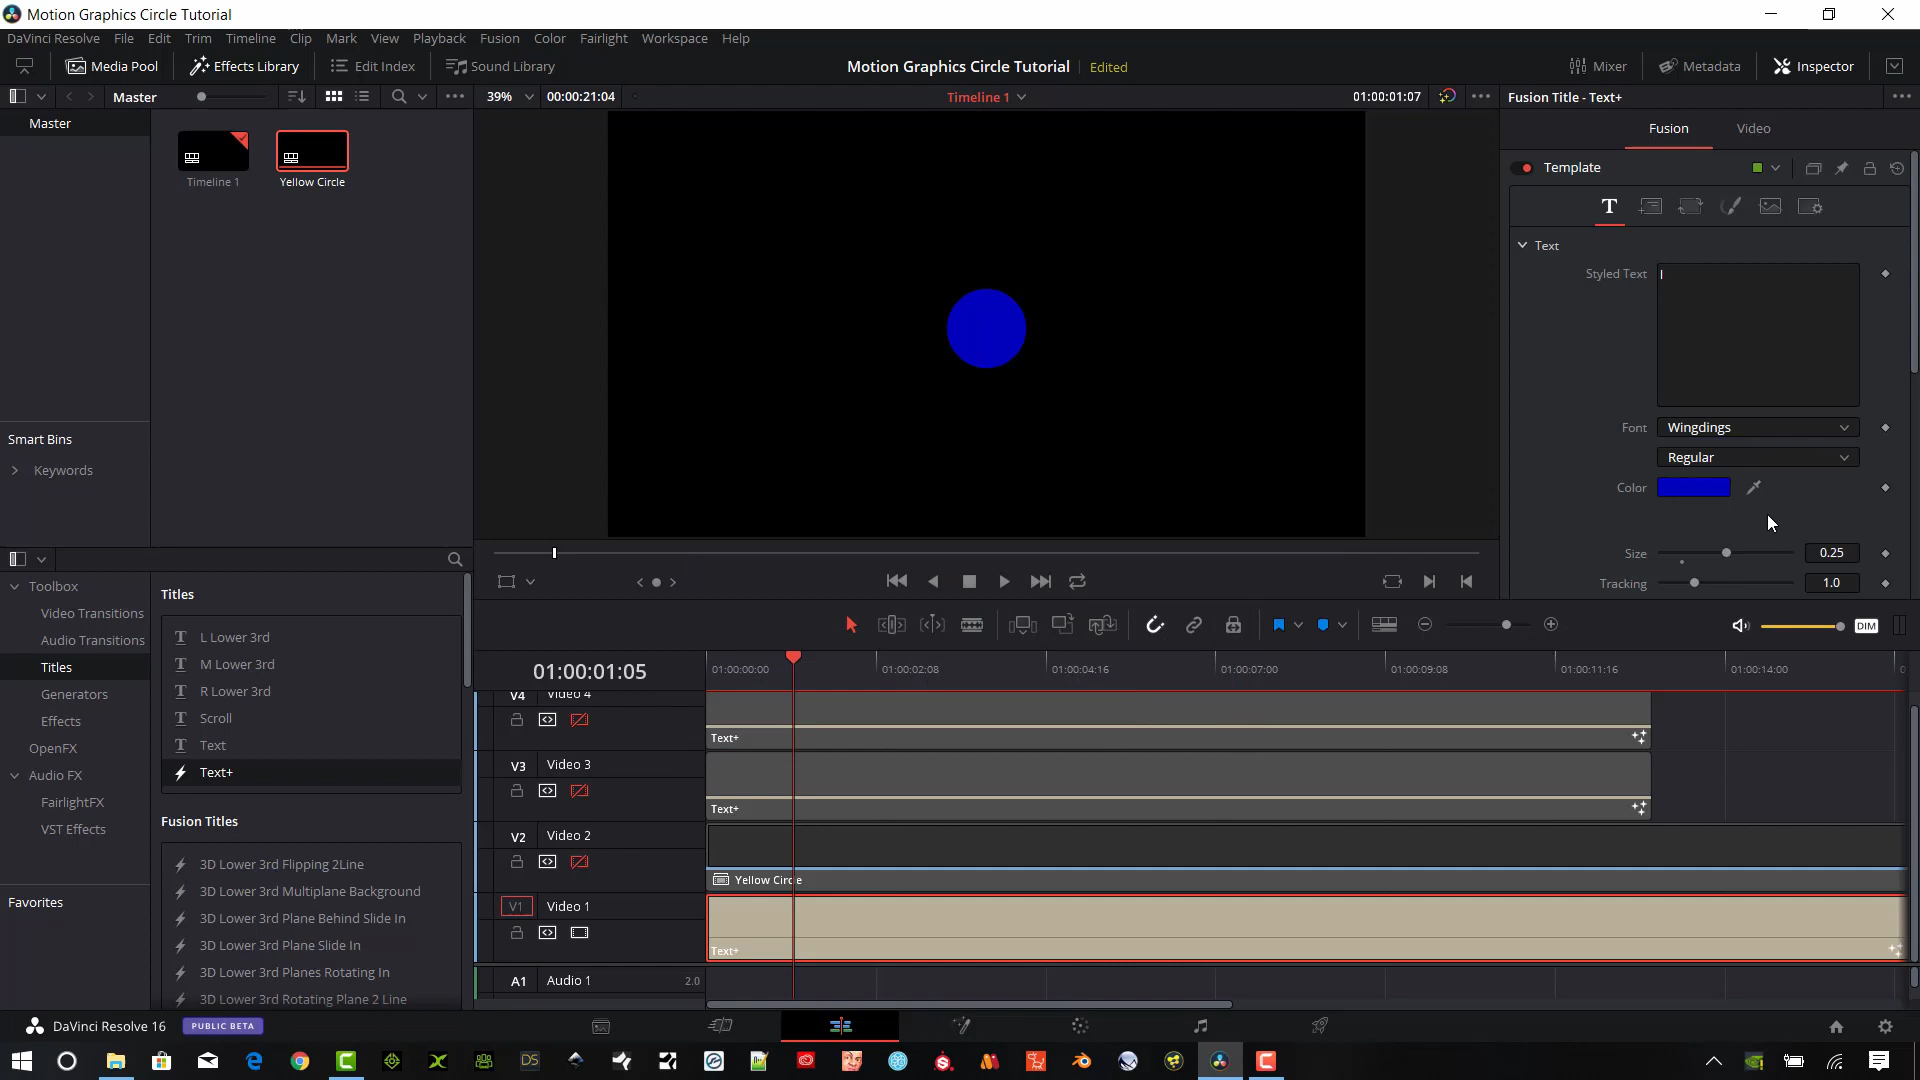 Motion Graphics Circle Tutorial
DaVinci Resolve File Edit Trim Timeline Clip Mark View Playback Fusion Color Fairlight Workspace Help
Media Pool Effects Library Edit Index Sound Library Motion Graphics Circle Tutorial Edited Mixer Metadata Inspector
Master 39% 00:00:21:04 Timeline 1 01:00:01:07 Fusion Title - Text+
Master
Timeline 1 Yellow Circle
Fusion Video
Template
T
Text
Styled Text l
Font Wingdings
Regular
Color
Size 0.25
Tracking 1.0
Smart Bins
Keywords
Toolbox
Video Transitions
Audio Transitions
Titles
Generators
Effects
OpenFX
Audio FX
FairlightFX
VST Effects
Favorites
Titles
T L Lower 3rd
T M Lower 3rd
T R Lower 3rd
T Scroll
T Text
Text+
Fusion Titles
3D Lower 3rd Flipping 2Line
3D Lower 3rd Multiplane Background
3D Lower 3rd Plane Behind Slide In
3D Lower 3rd Plane Slide In
3D Lower 3rd Planes Rotating In
3D Lower 3rd Rotating Plane 2 Line
DIM
01:00:01:05 01:00:00:00 01:00:02:08 01:00:04:16 01:00:07:00 01:00:09:08 01:00:11:16 01:00:14:00
V4 Video 4
Text+
V3 Video 3
Text+
V2 Video 2
Yellow Circle
V1 Video 1
Text+
A1 Audio 1 2.0
DaVinci Resolve 16 PUBLIC BETA
DS